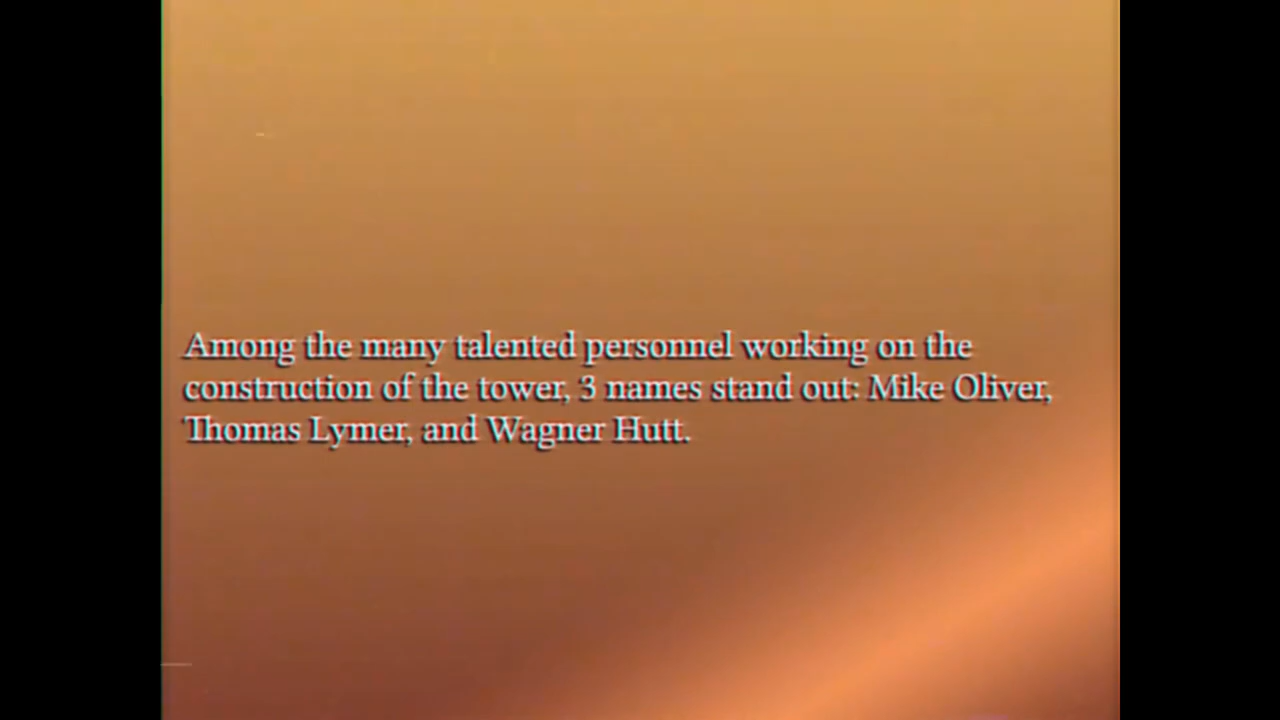 Among the many talented personnel working on the
construction of the tower, 3 names stand out: Mike Oliver,
Thomas Lymer, and Wagner Hutt.